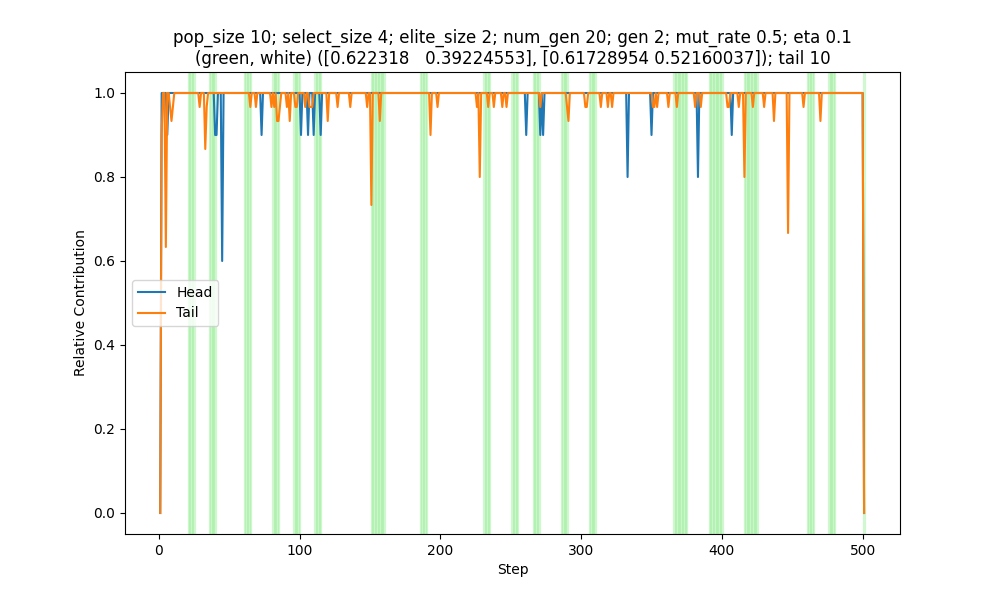 pop_size 10; select_size 4; elite_size 2; num_gen 20; gen 2; mut_rate 0.5; eta 0.1
(green, white) ([0.622318   0.39224553], [0.61728954 0.52160037]); tail 10
1.0
0.8
0.6
0.4
0.2
0.0
Relative Contribution
Head
Tail
0
100
200
300
400
500
Step